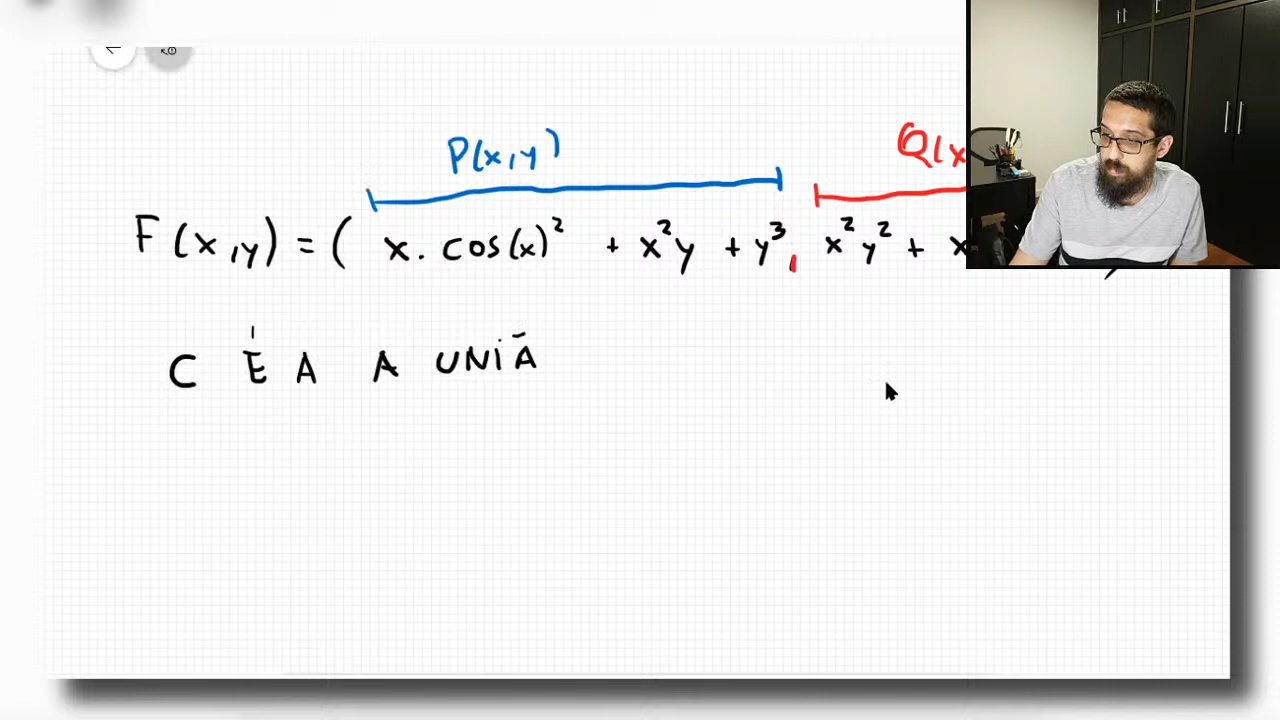 P(x,y) Q(x
F(x,y) = ( x. cos(x)² + x²y + y³, x²y² + x
C É A A UNIÃ